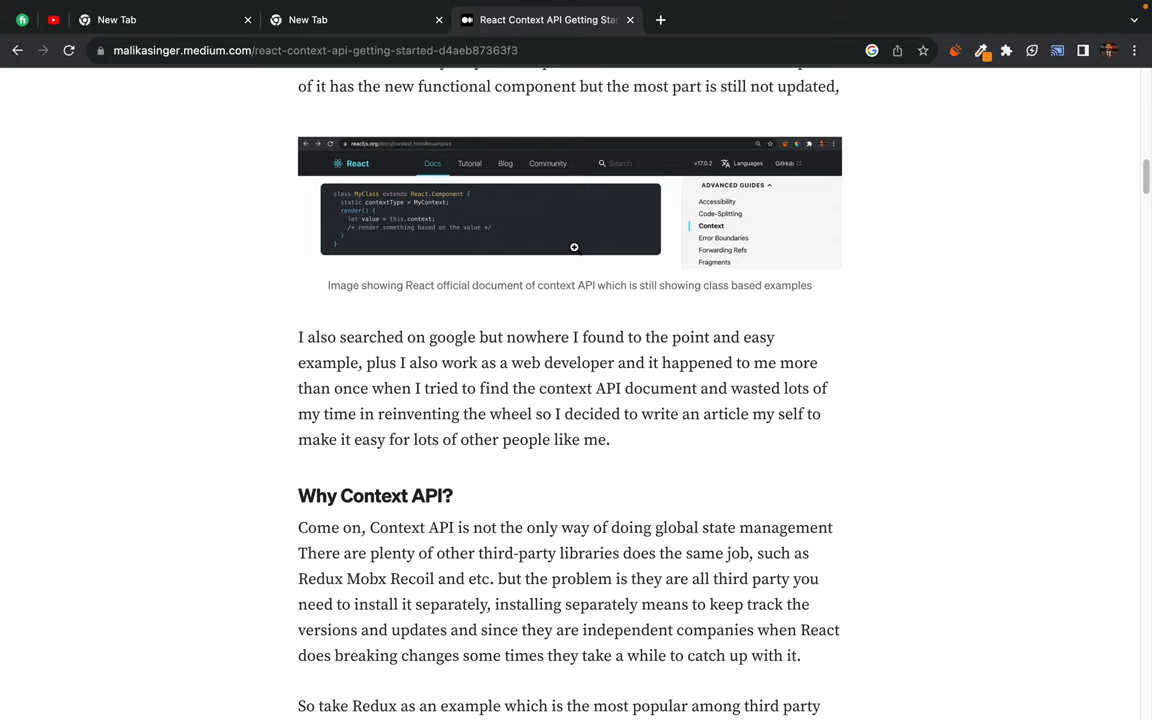 New Tab
New Tab
React Context API Getting Sta
malikasinger.medium.com/react-context-api-getting-started-d4aeb87363f3
of it has the new functional component but the most part is still not updated,
reactjs.org/docs/context.html#examples
React
Docs
Tutorial
Blog
Community
Search
v17.0.2
Languages
GitHub
class MyClass extends React.Component {
static contextType = MyContext;
render() {
let value = this.context;
/* render something based on the value */
}
}
ADVANCED GUIDES
Accessibility
Code-Splitting
Context
Error Boundaries
Forwarding Refs
Fragments
Image showing React official document of context API which is still showing class based examples
I also searched on google but nowhere I found to the point and easy
example, plus I also work as a web developer and it happened to me more
than once when I tried to find the context API document and wasted lots of
my time in reinventing the wheel so I decided to write an article my self to
make it easy for lots of other people like me.
Why Context API?
Come on, Context API is not the only way of doing global state management
There are plenty of other third-party libraries does the same job, such as
Redux Mobx Recoil and etc. but the problem is they are all third party you
need to install it separately, installing separately means to keep track the
versions and updates and since they are independent companies when React
does breaking changes some times they take a while to catch up with it.
So take Redux as an example which is the most popular among third party